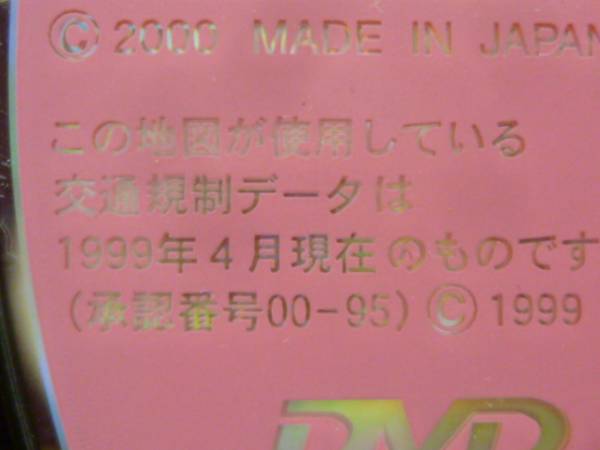 © 2000 MADE IN JAPAN
この地図が使用している
交通規制データは
1999年4月現在のものです
(承認番号00-95) © 1999
DVD